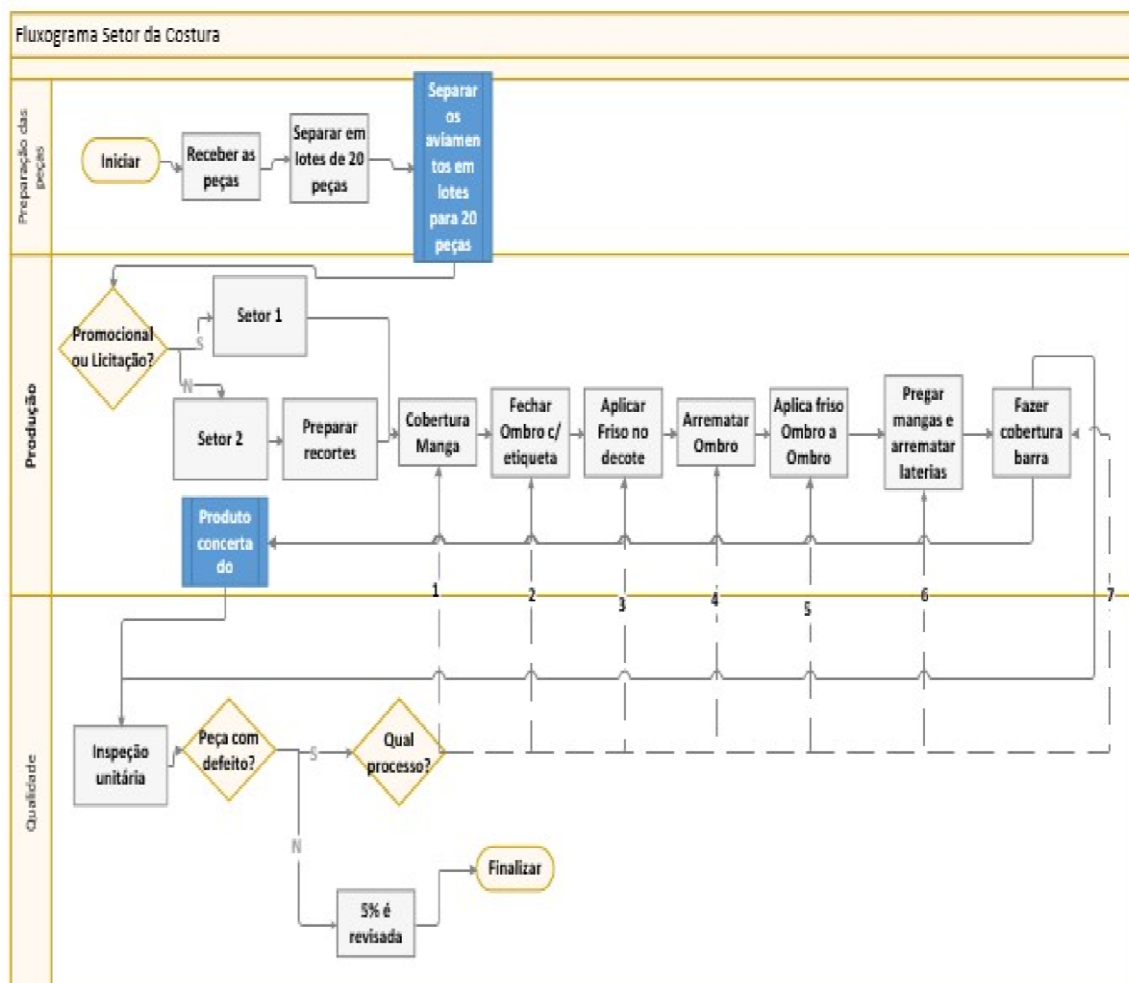 Fluxograma Setor da Costura
Preparação das
peças
Iniciar
Receber as
peças
Separar em
lotes de 20
peças
Separar
os
aviamen
tos em
lotes
para 20
peças
Produção
Promocional
ou Licitação?
S
N
Setor 1
Setor 2
Preparar
recortes
Cobertura
Manga
Fechar
Ombro c/
etiqueta
Aplicar
Friso no
decote
Arrematar
Ombro
Aplica friso
Ombro a
Ombro
Pregar
mangas e
arrematar
laterias
Fazer
cobertura
barra
Produto
concerta
do
1
2
3
4
5
6
7
Qualidade
Inspeção
unitária
Peça com
defeito?
S
N
Qual
processo?
5% é
revisada
Finalizar